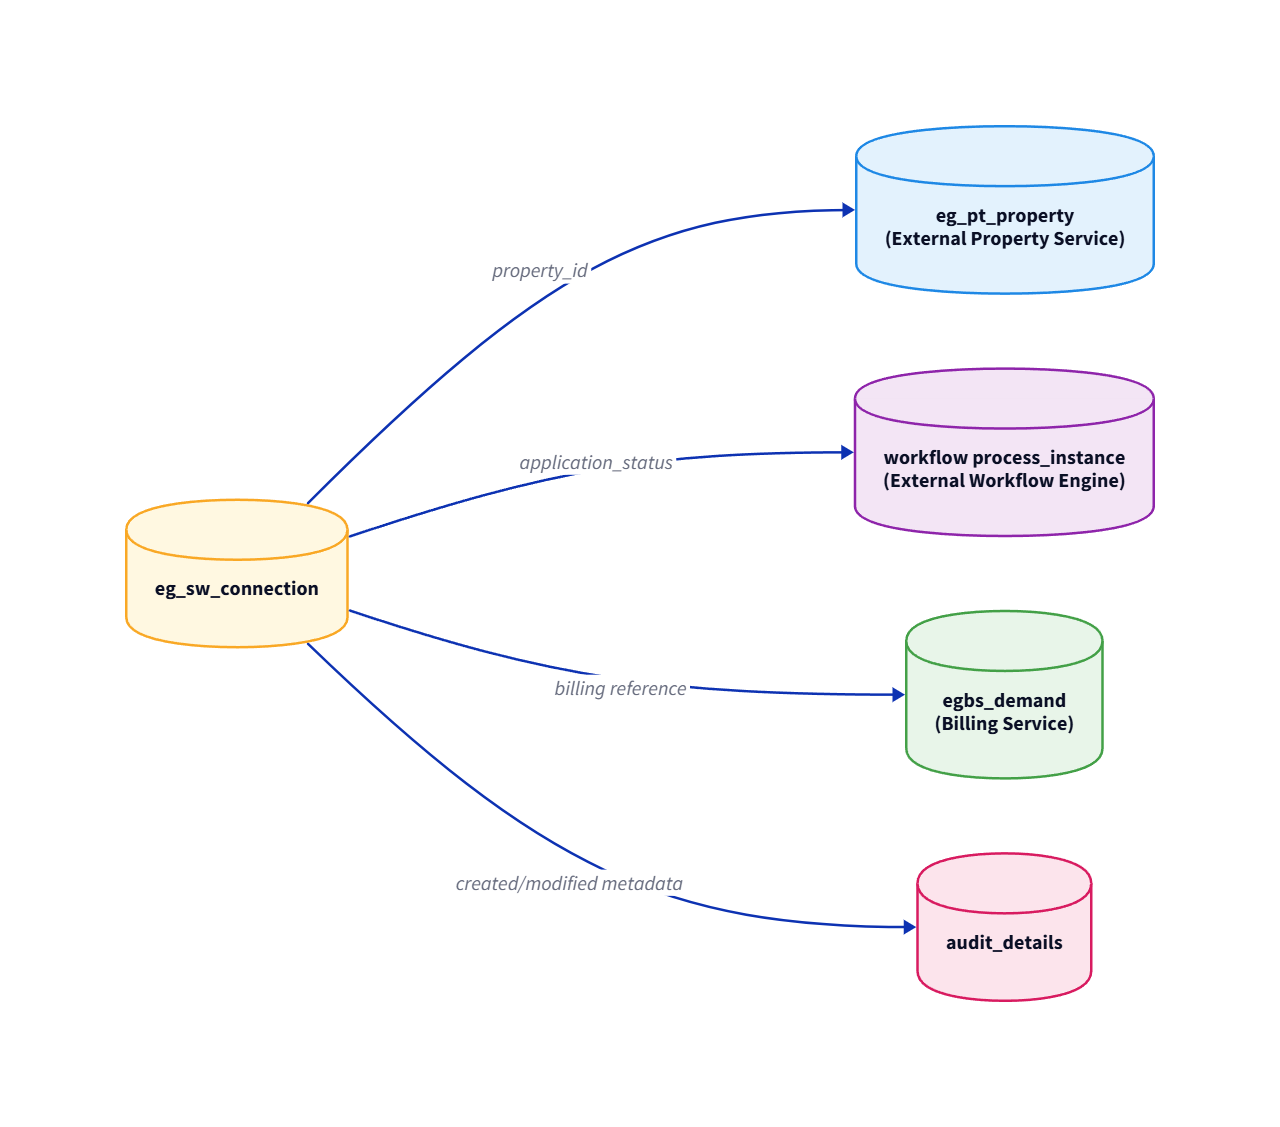 eg_pt_property
(External Property Service)
property_id
workflow process_instance
(External Workflow Engine)
application_status
eg_sw_connection
egbs_demand
(Billing Service)
billing reference
created/modified metadata
audit_details